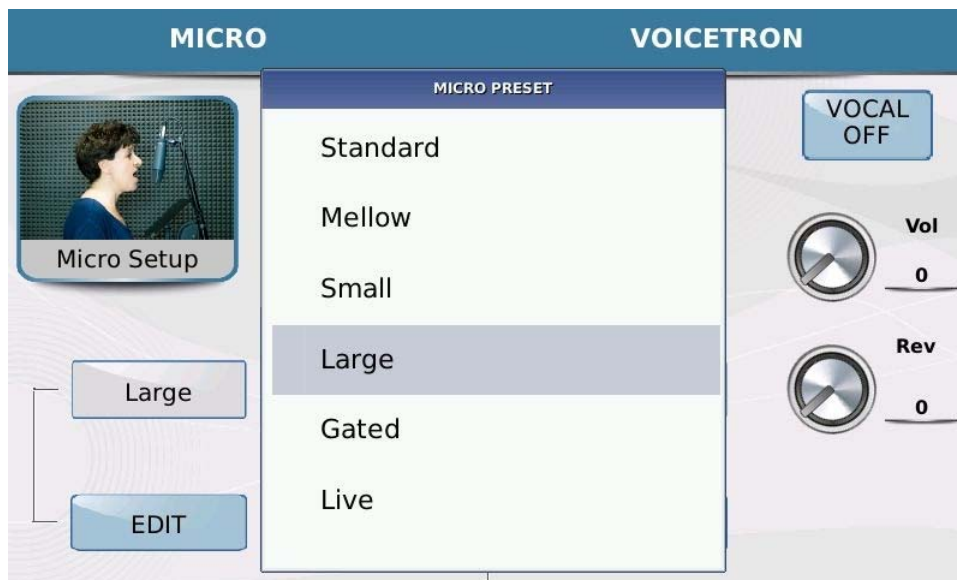 MICRO
VOICETRON
MICRO PRESET
Standard
Mellow
Small
Large
Gated
Live
Micro Setup
Large
EDIT
VOCAL
OFF
Vol
0
Rev
0